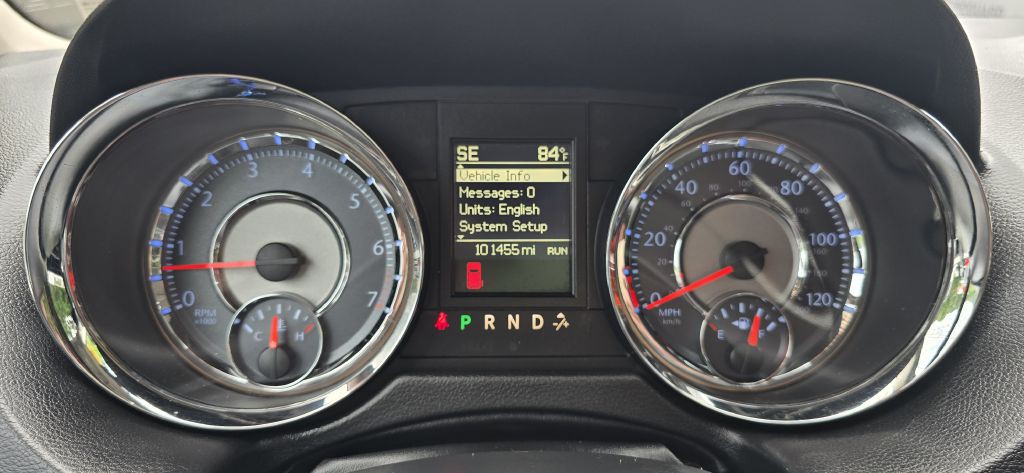 SE 84°F
Vehicle Info
Messages: 0
Units: English
System Setup
101455 mi RUN
P R N D
0 1 2 3 4 5 6 7
RPM
x1000
C H
0 20 40 60 80 100 120
MPH
km/h
E F